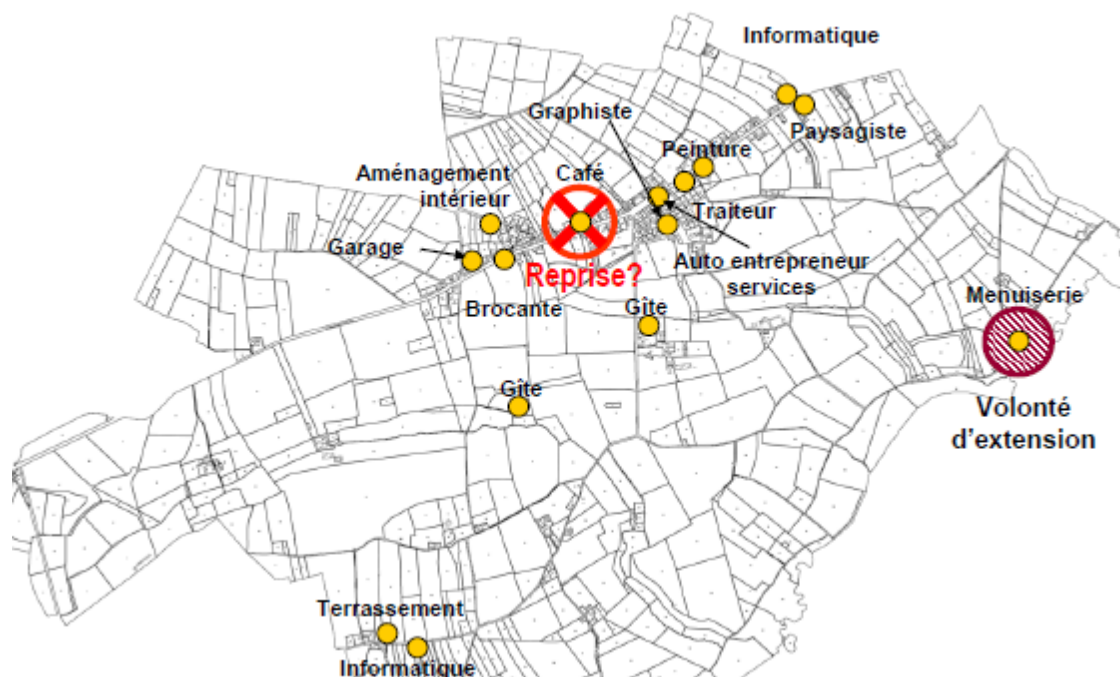 Informatique
Graphiste
Paysagiste
Peinture
Aménagement
intérieur
Café
Traiteur
Garage
Auto entrepreneur
services
Reprise?
Brocante
Gîte
Menuiserie
Gîte
Volonté
d'extension
Terrassement
Informatique